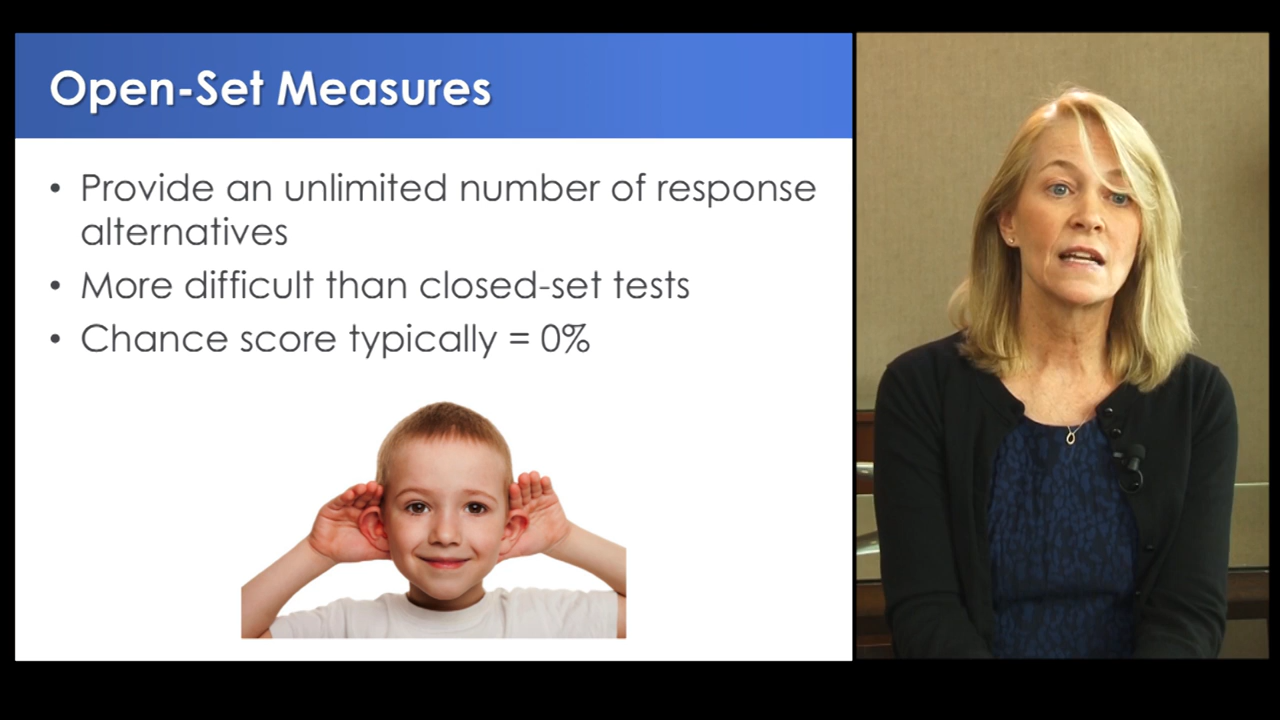 Open-Set Measures
• Provide an unlimited number of response
alternatives
• More difficult than closed-set tests
• Chance score typically = 0%